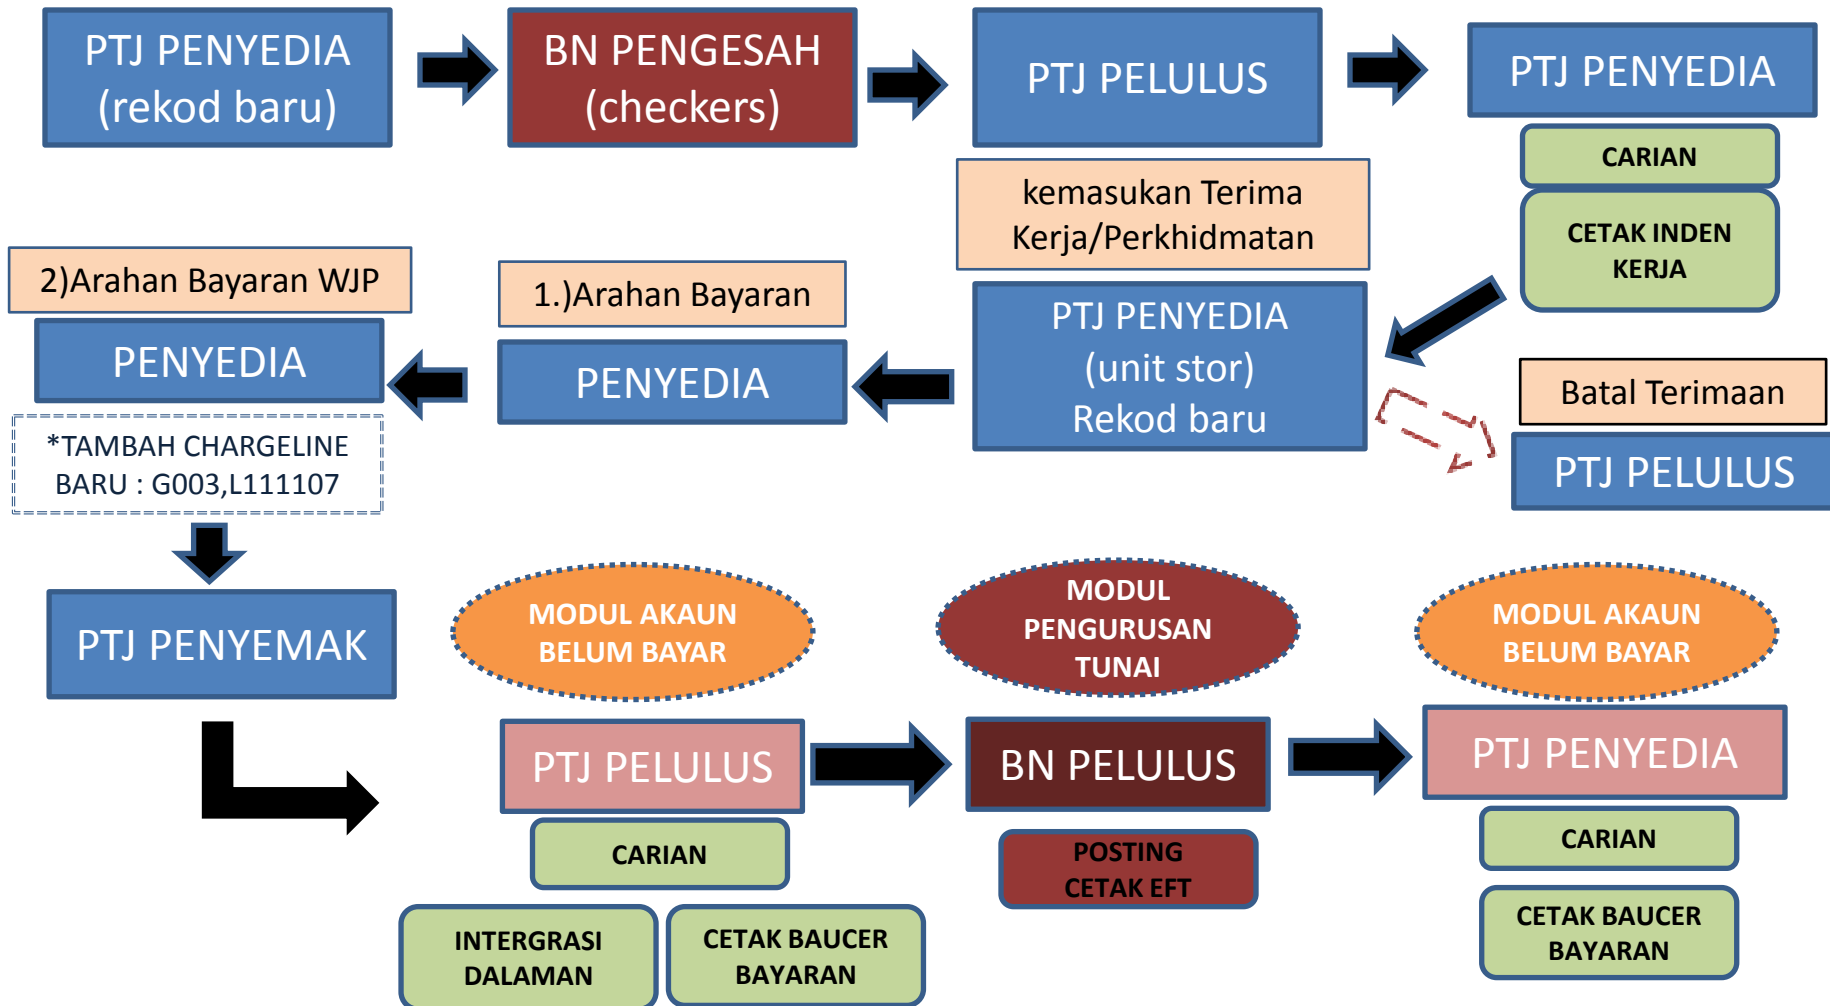 PTJ PENYEDIA
(rekod baru)
BN PENGESAH
(checkers)
PTJ PELULUS
PTJ PENYEDIA
CARIAN
CETAK INDEN
KERJA
kemasukan Terima
Kerja/Perkhidmatan
PTJ PENYEDIA
(unit stor)
Rekod baru
Batal Terimaan
PTJ PELULUS
1.)Arahan Bayaran
PENYEDIA
2)Arahan Bayaran WJP
PENYEDIA
*TAMBAH CHARGELINE
BARU : G003,L111107
PTJ PENYEMAK
MODUL AKAUN
BELUM BAYAR
PTJ PELULUS
CARIAN
INTERGRASI
DALAMAN
CETAK BAUCER
BAYARAN
MODUL
PENGURUSAN
TUNAI
BN PELULUS
POSTING
CETAK EFT
MODUL AKAUN
BELUM BAYAR
PTJ PENYEDIA
CARIAN
CETAK BAUCER
BAYARAN